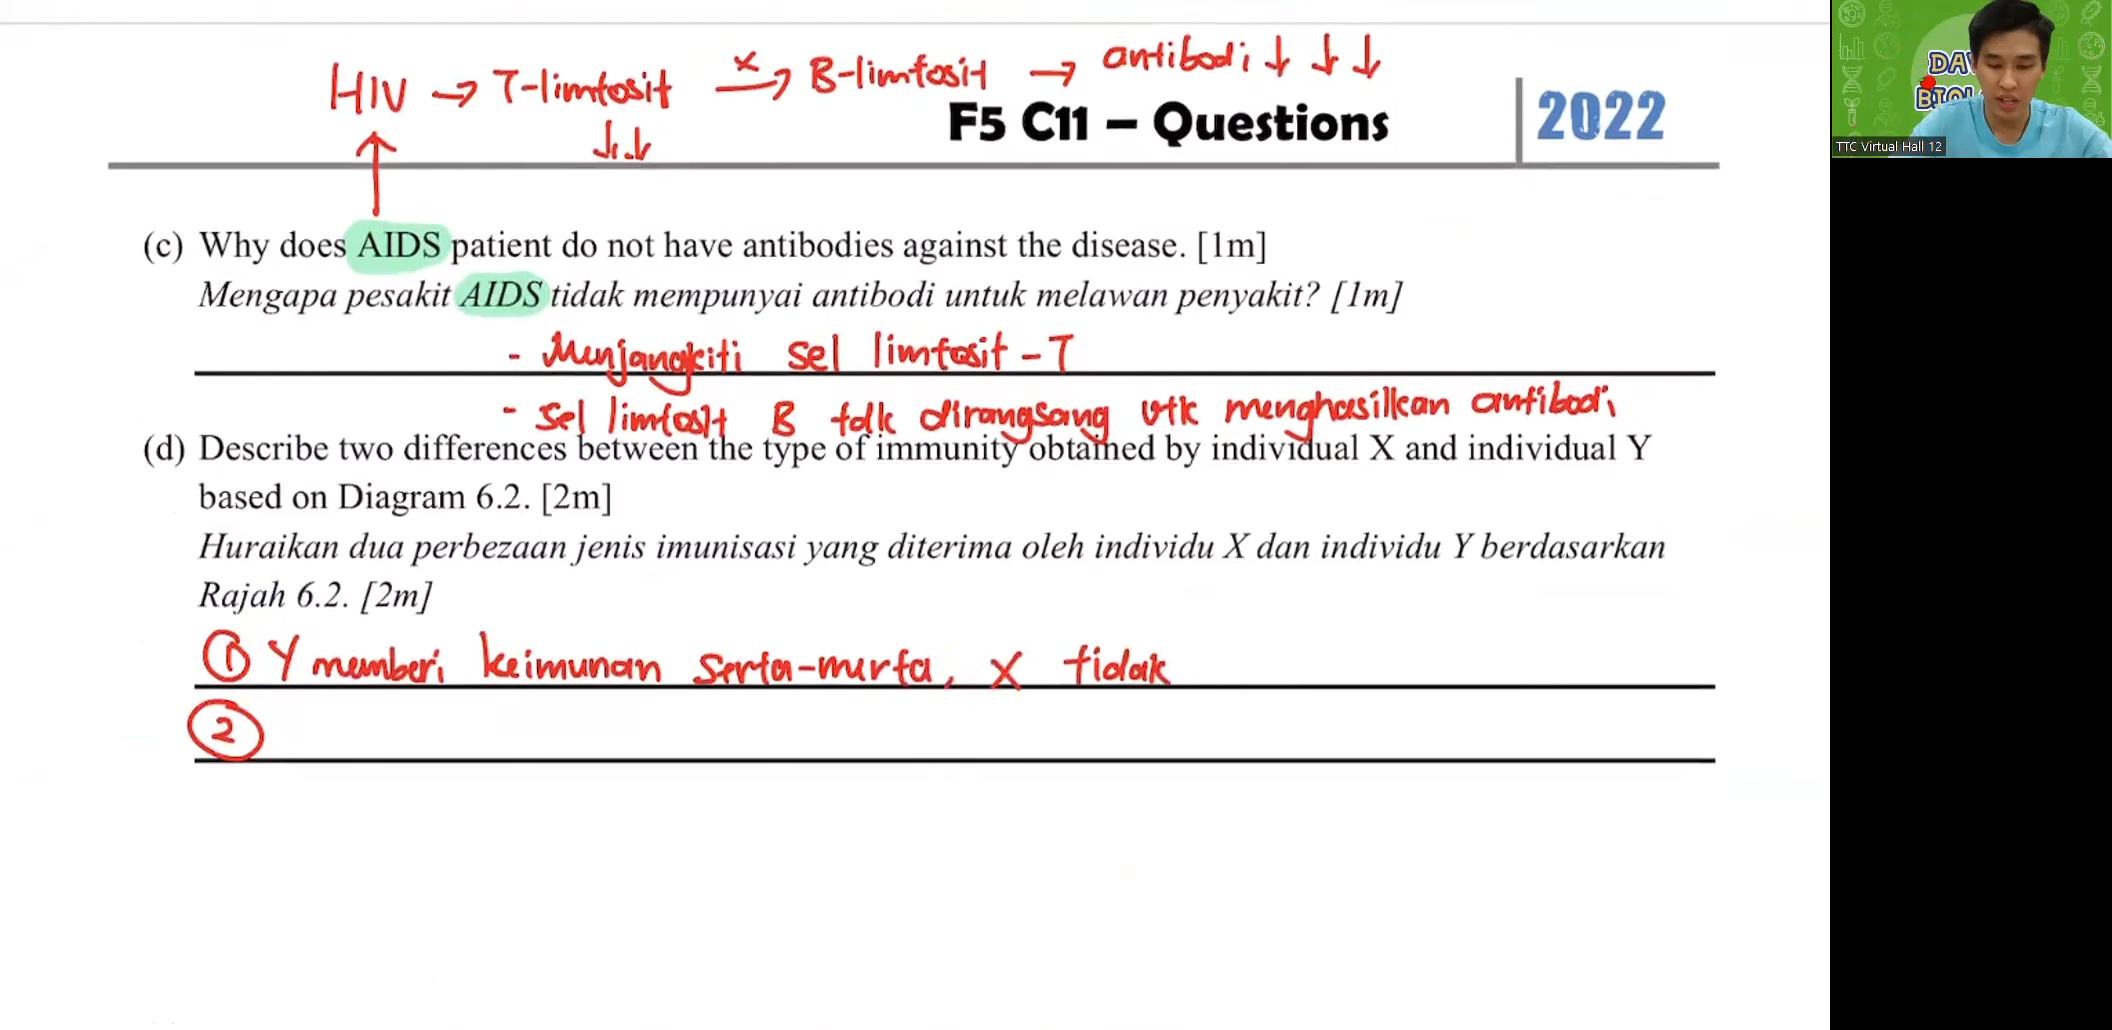 HIV → T-limfosit x→ B-limfosit → antibodi ↓ ↓ ↓
↓ ↓
F5 C11 – Questions 2022
(c) Why does AIDS patient do not have antibodies against the disease. [1m]
Mengapa pesakit AIDS tidak mempunyai antibodi untuk melawan penyakit? [1m]
- Menjangkiti sel limfosit - T
- Sel limfosit B tdk dirangsang utk menghasilkan antibodi
(d) Describe two differences between the type of immunity obtained by individual X and individual Y
based on Diagram 6.2. [2m]
Huraikan dua perbezaan jenis imunisasi yang diterima oleh individu X dan individu Y berdasarkan
Rajah 6.2. [2m]
① Y memberi keimunan serta-merta, X tidak
②
TTC Virtual Hall 12